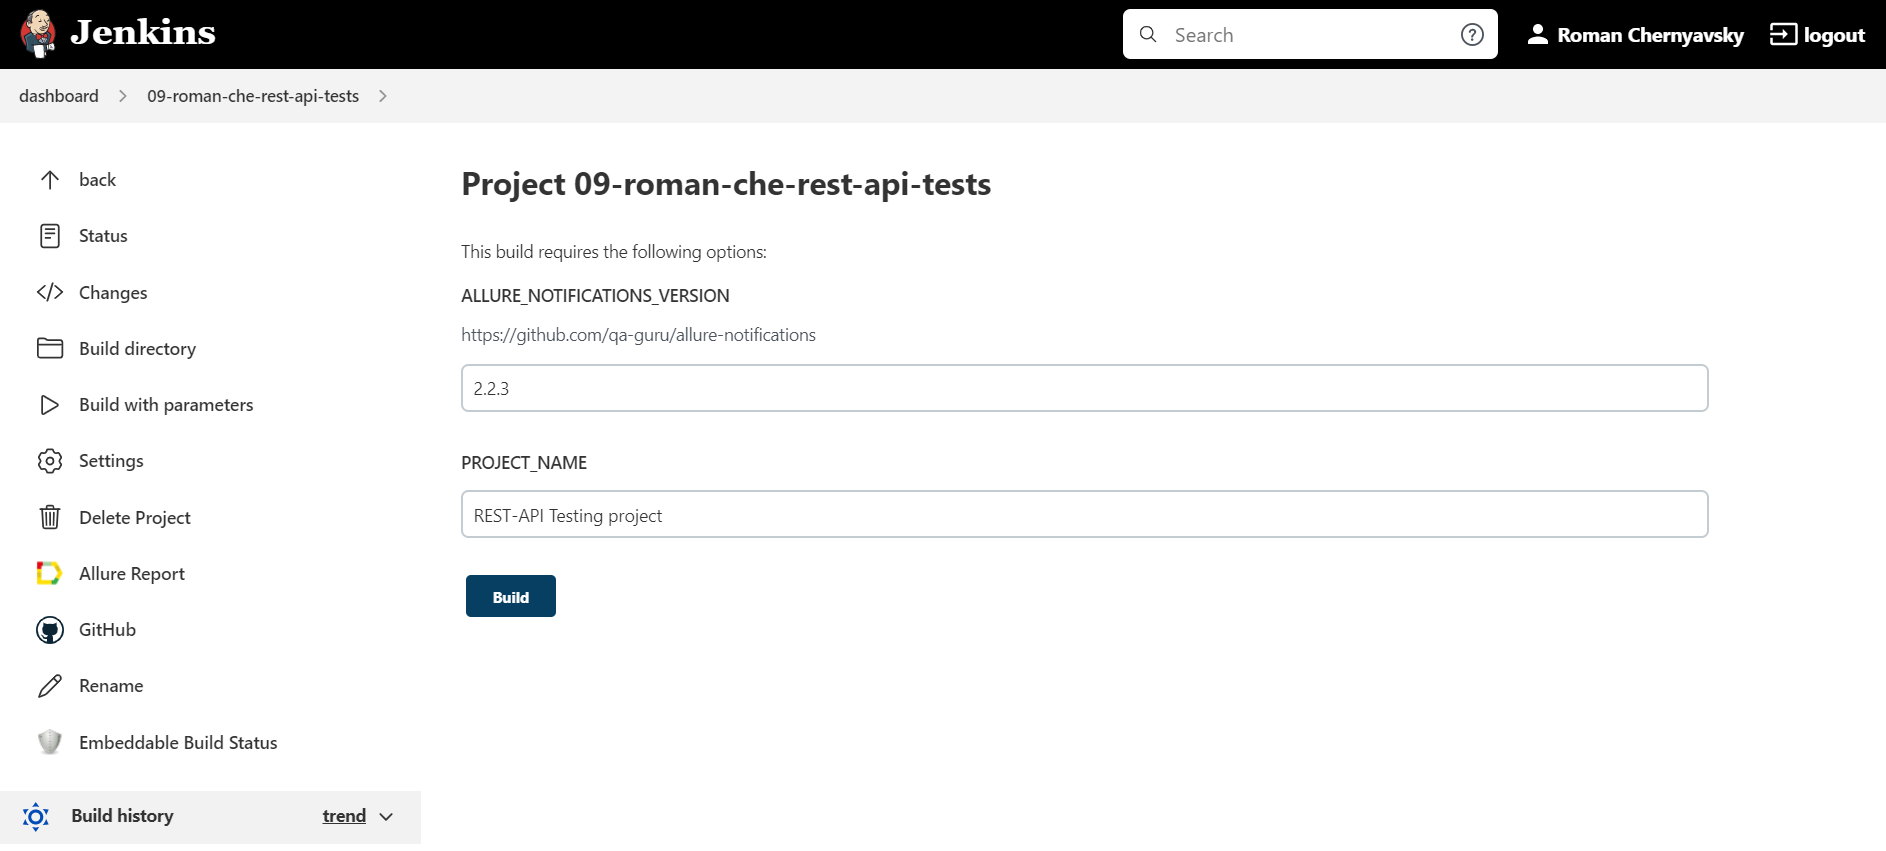 Jenkins
Search
?
Roman Chernyavsky
logout
dashboard
09-roman-che-rest-api-tests
back
Status
Changes
Build directory
Build with parameters
Settings
Delete Project
Allure Report
GitHub
Rename
Embeddable Build Status
Build history
trend
Project 09-roman-che-rest-api-tests
This build requires the following options:
ALLURE_NOTIFICATIONS_VERSION
https://github.com/qa-guru/allure-notifications
2.2.3
PROJECT_NAME
REST-API Testing project
Build